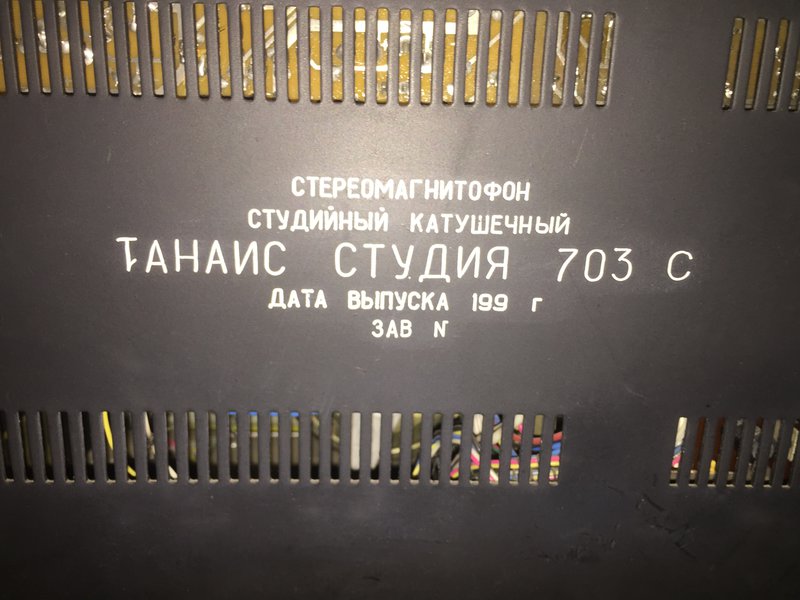 СТЕРЕОМАГНИТОФОН
СТУДИЙНЫЙ КАТУШЕЧНЫЙ
ТАНАИС СТУДИЯ 703 С
ДАТА ВЫПУСКА 199 г
ЗАВ N